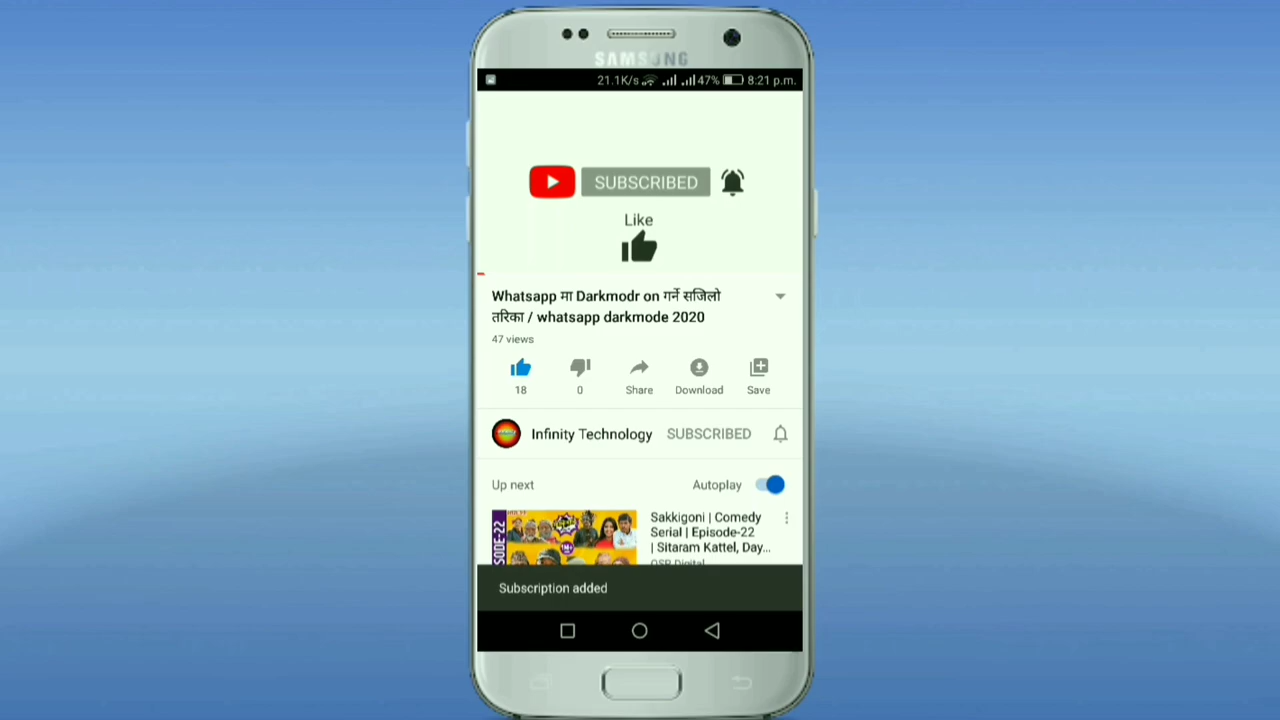 SAMSUNG
21.1K/s 47% 8:21 p.m.
SUBSCRIBED
Like
Whatsapp मा Darkmodr on गर्ने सजिलो
तरिका / whatsapp darkmode 2020
47 views
18 0 Share Download Save
Infinity Technology SUBSCRIBED
Up next Autoplay
Sakkigoni | Comedy
Serial | Episode-22
| Sitaram Kattel, Day...
Subscription added